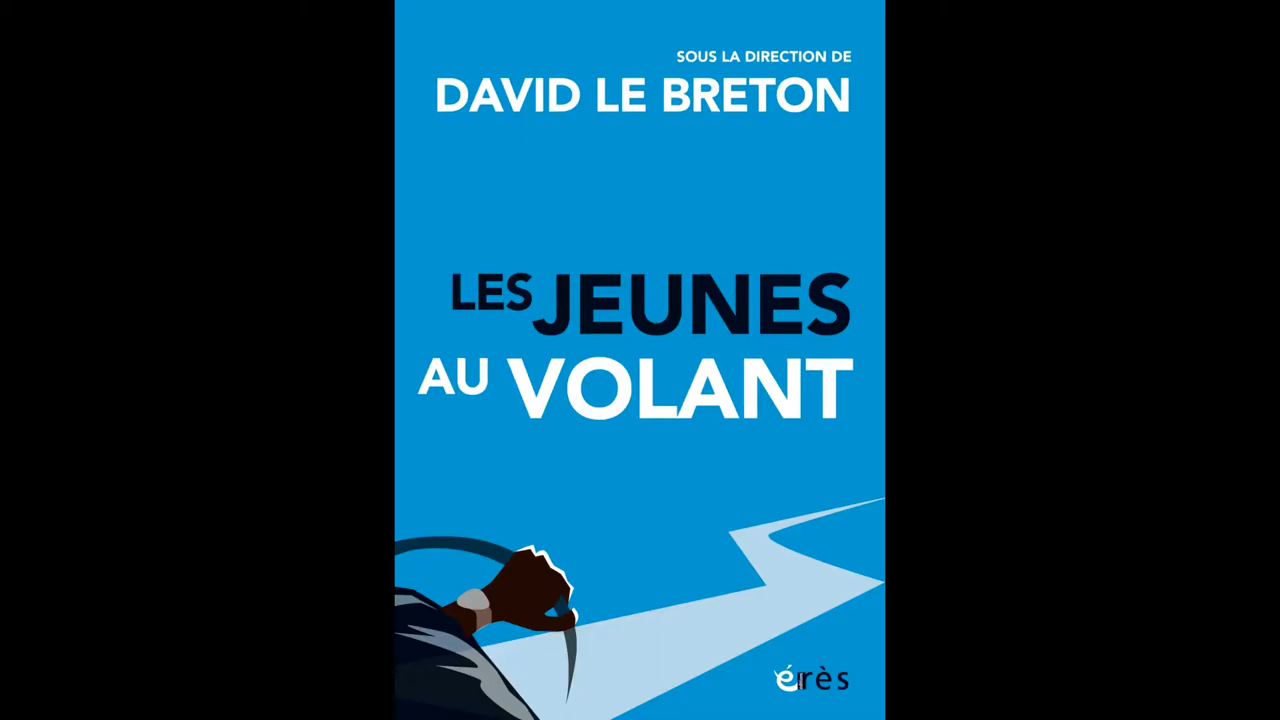 SOUS LA DIRECTION DE
DAVID LE BRETON
LES JEUNES
AU VOLANT
érès